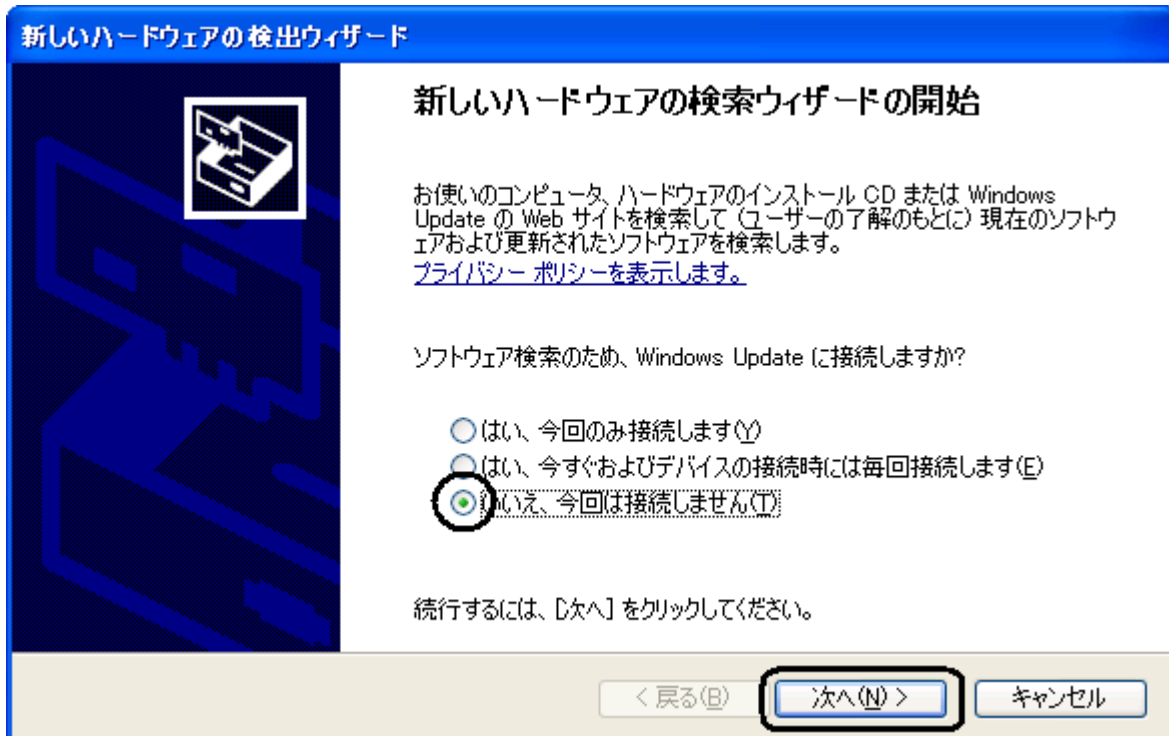 新しいハードウェアの検出ウィザード
新しいハードウェアの検索ウィザードの開始
お使いのコンピュータ、ハードウェアのインストール CD または Windows
Update の Web サイトを検索して (ユーザーの了解のもとに) 現在のソフトウ
ェアおよび更新されたソフトウェアを検索します。
プライバシー ポリシーを表示します。
ソフトウェア検索のため、Windows Update に接続しますか?
はい、今回のみ接続します(Y)
はい、今すぐおよびデバイスの接続時には毎回接続します(E)
いいえ、今回は接続しません(T)
続行するには、[次へ] をクリックしてください。
< 戻る(B)
次へ(N) >
キャンセル